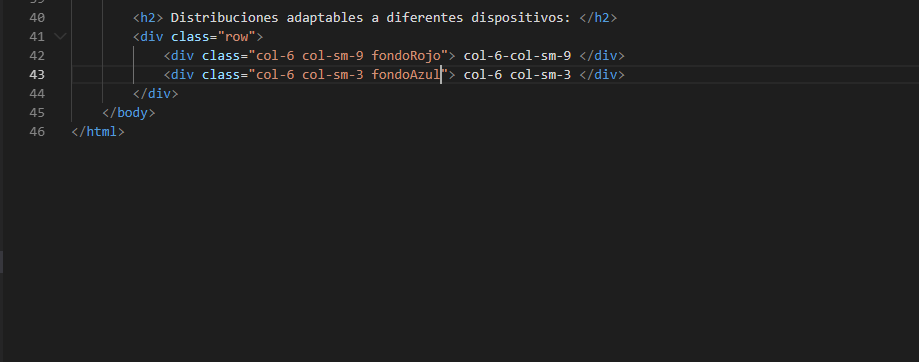 40 <h2> Distribuciones adaptables a diferentes dispositivos: </h2>
41 <div class="row">
42 <div class="col-6 col-sm-9 fondoRojo"> col-6-col-sm-9 </div>
43 <div class="col-6 col-sm-3 fondoAzul"> col-6 col-sm-3 </div>
44 </div>
45 </body>
46 </html>